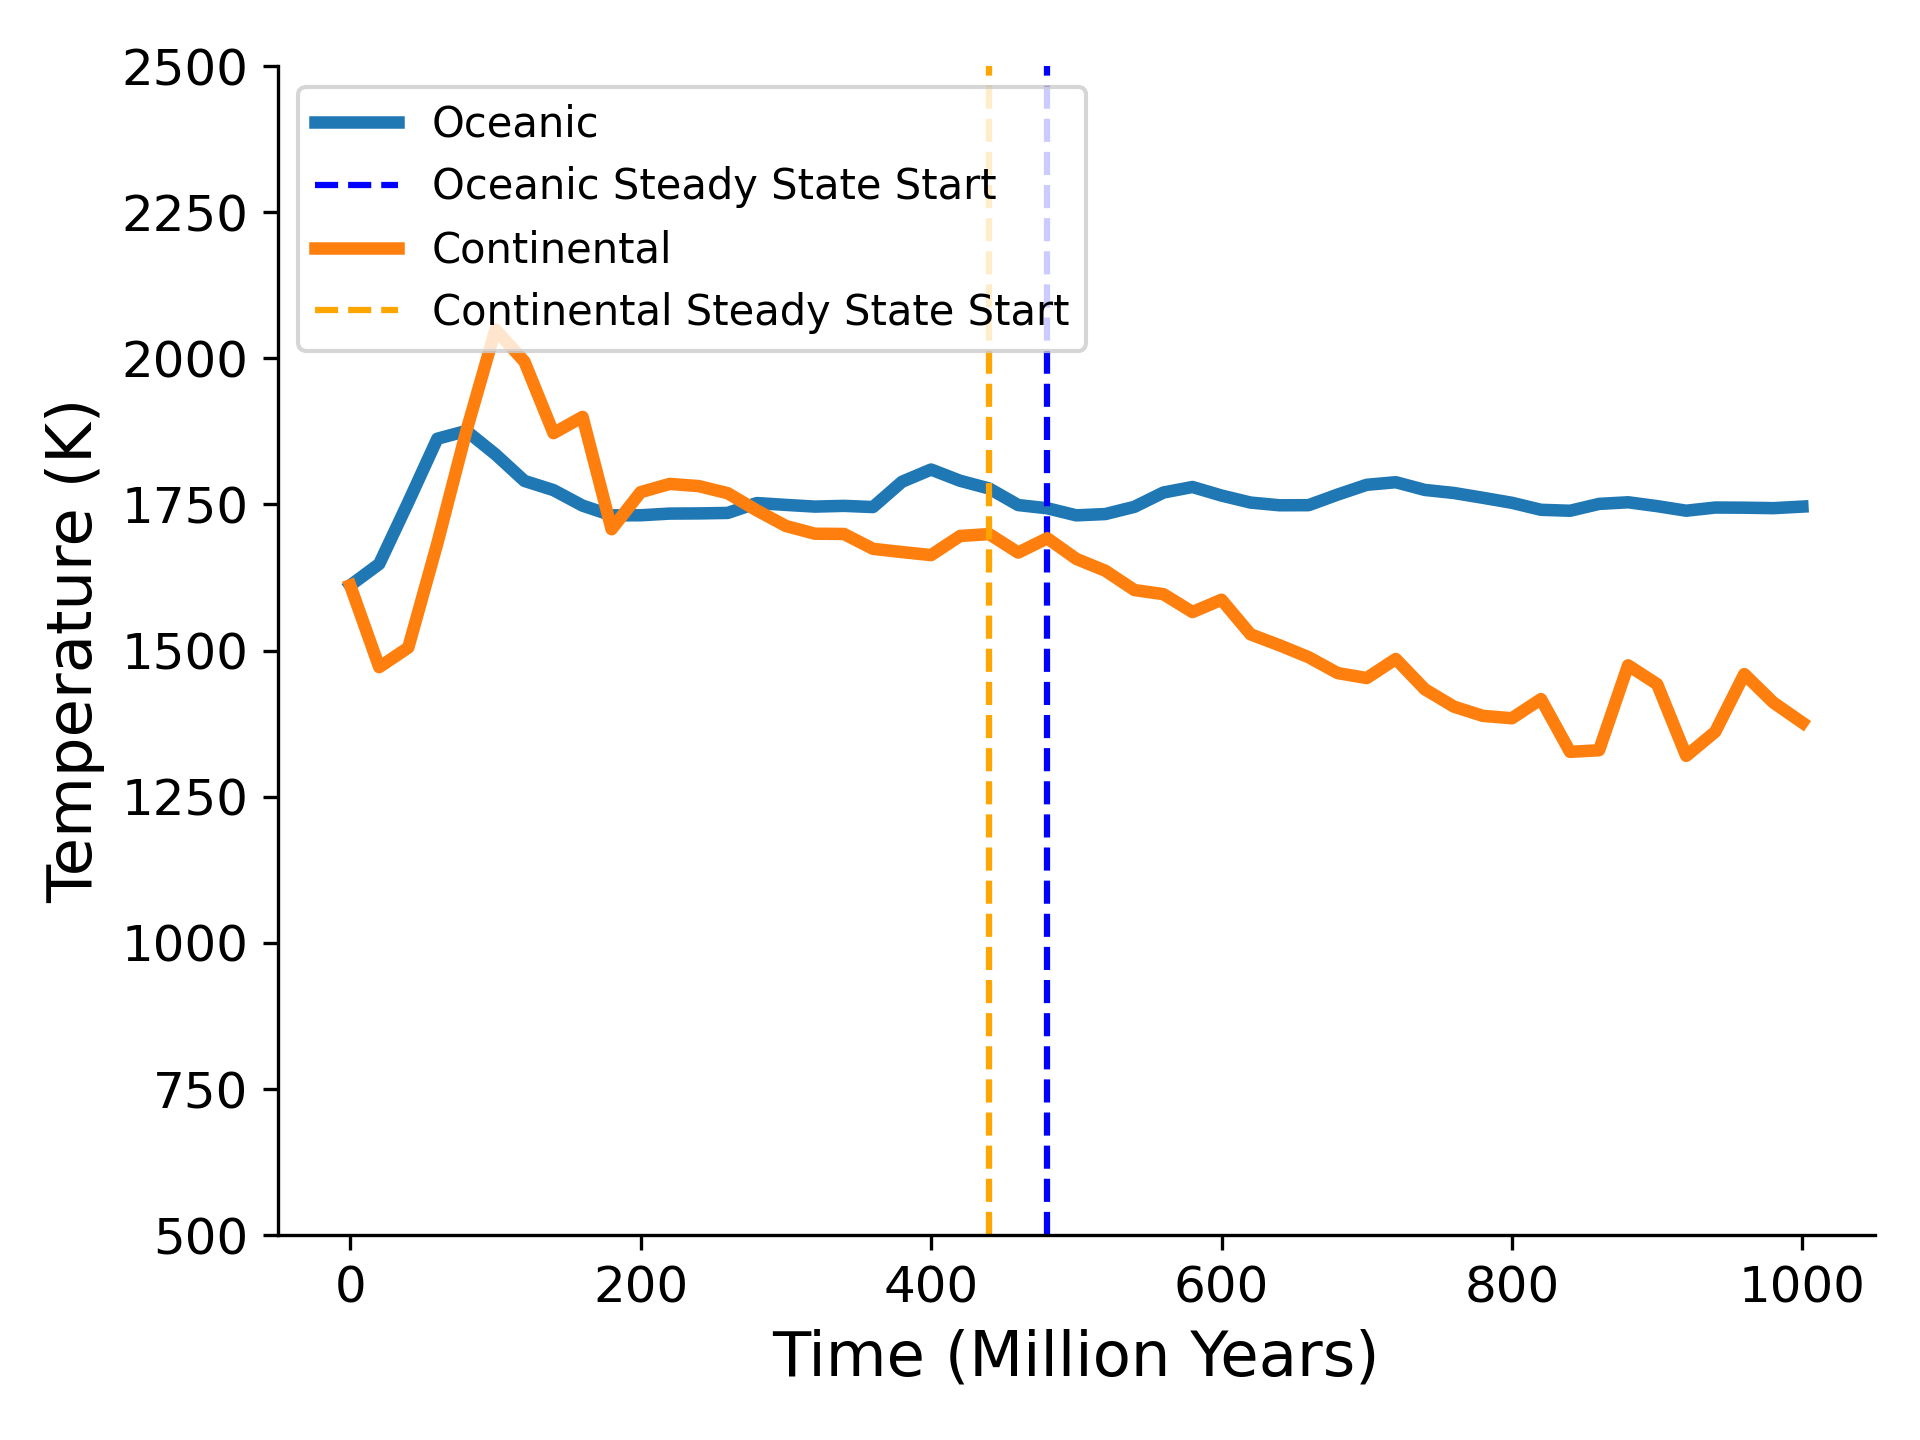 2500
2250
2000
1750
1500
1250
1000
750
500
Temperature (K)
Oceanic
Oceanic Steady State Start
Continental
Continental Steady State Start
0 200 400 600 800 1000
Time (Million Years)